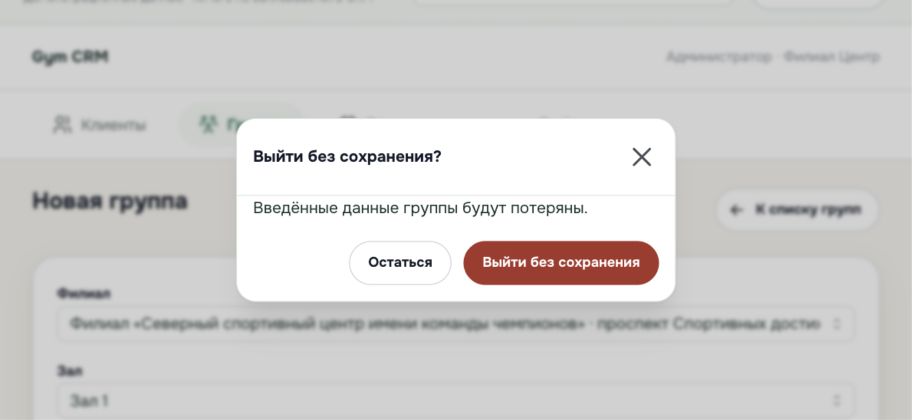 Gym CRM
Администратор · Филиал Центр
Клиенты
Выйти без сохранения?
Введённые данные группы будут потеряны.
Остаться
Выйти без сохранения
Новая группа
К списку групп
Филиал
Филиал «Северный спортивный центр имени команды чемпионов» · проспект Спортивных
Зал
Зал 1